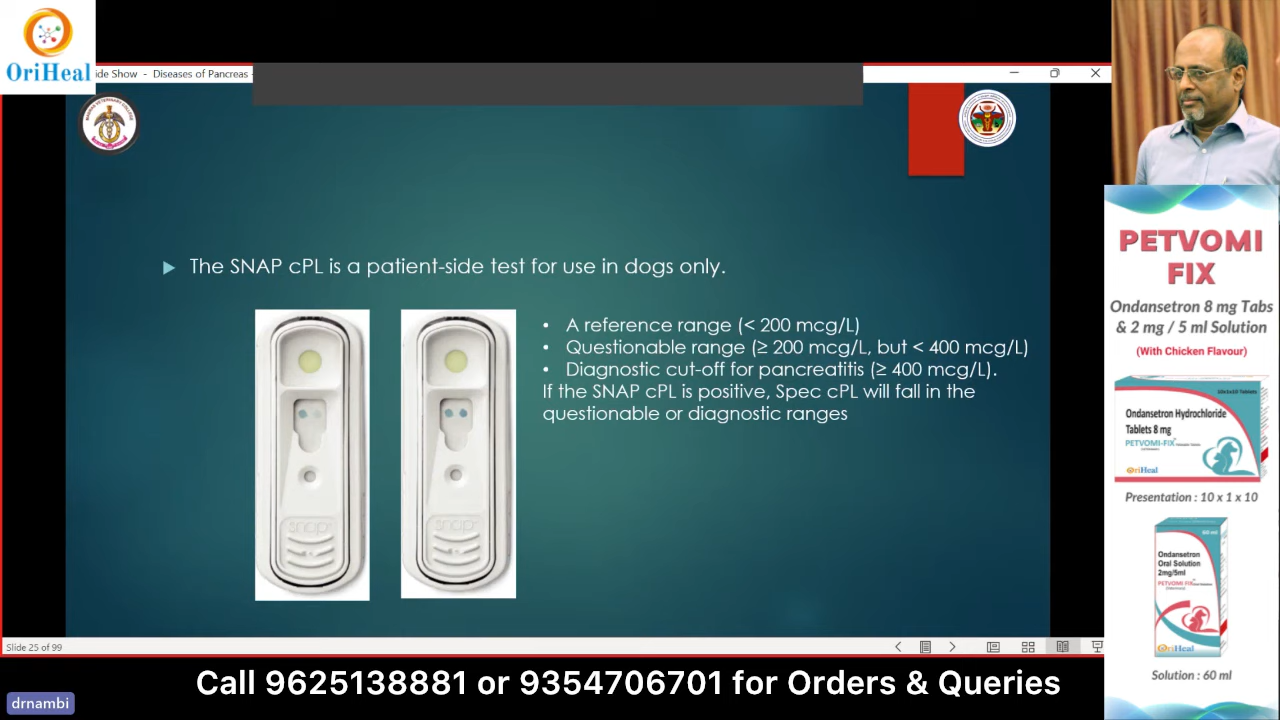 OriHeal
ide Show - Diseases of Pancreas -
The SNAP cPL is a patient-side test for use in dogs only.
• A reference range (< 200 mcg/L)
• Questionable range (≥ 200 mcg/L, but < 400 mcg/L)
• Diagnostic cut-off for pancreatitis (≥ 400 mcg/L).
If the SNAP cPL is positive, Spec cPL will fall in the
questionable or diagnostic ranges
snap
snap
Slide 25 of 99
PETVOMI
FIX
Ondansetron 8 mg Tabs
& 2 mg / 5 ml Solution
(With Chicken Flavour)
Ondansetron Hydrochloride
Tablets 8 mg
PETVOMI-FIX
OriHeal
Presentation : 10 x 1 x 10
Ondansetron
Oral Solution
2mg/5ml
PETVOMI FIX
OriHeal
Solution : 60 ml
Call 9625138881 or 9354706701 for Orders & Queries
drnambi